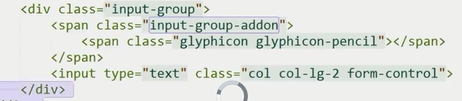 <div class="input-group">
<span class="input-group-addon">
<span class="glyphicon glyphicon-pencil"></span>
</span>
<input type="text" class="col col-lg-2 form-control">
</div>